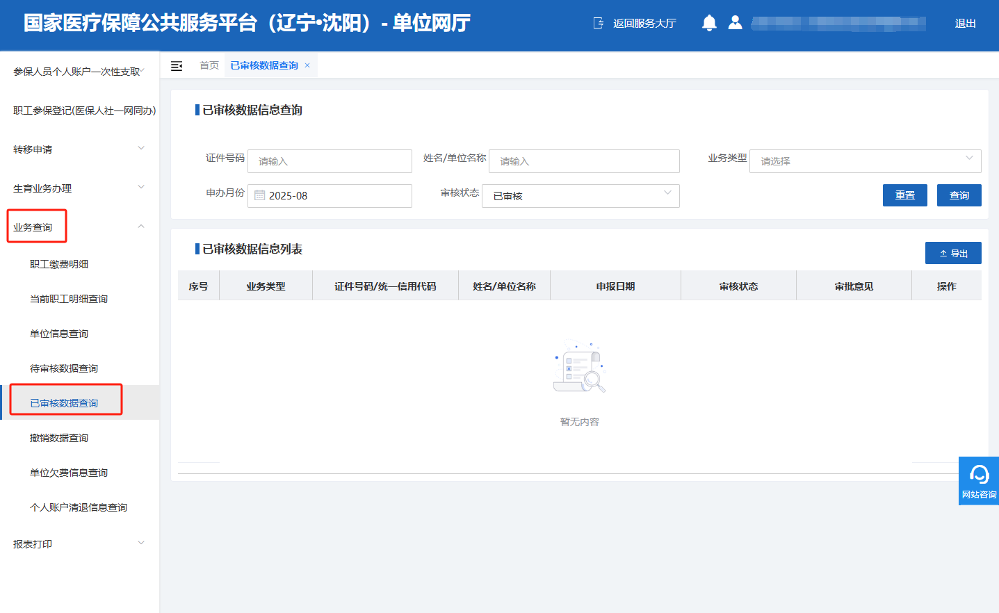 国家医疗保障公共服务平台（辽宁•沈阳）- 单位网厅
返回服务大厅
退出
参保人员个人账户一次性支取
职工参保登记(医保人社一网同办)
转移申请
生育业务办理
业务查询
职工缴费明细
当前职工明细查询
单位信息查询
待审核数据查询
已审核数据查询
撤销数据查询
单位欠费信息查询
个人账户清退信息查询
报表打印
首页 已审核数据查询 ×
已审核数据信息查询
证件号码 请输入 姓名/单位名称 请输入 业务类型 请选择
申办月份 2025-08 审核状态 已审核 重置 查询
已审核数据信息列表
导出
序号 业务类型 证件号码/统一信用代码 姓名/单位名称 申报日期 审核状态 审批意见 操作
暂无内容
网站咨询